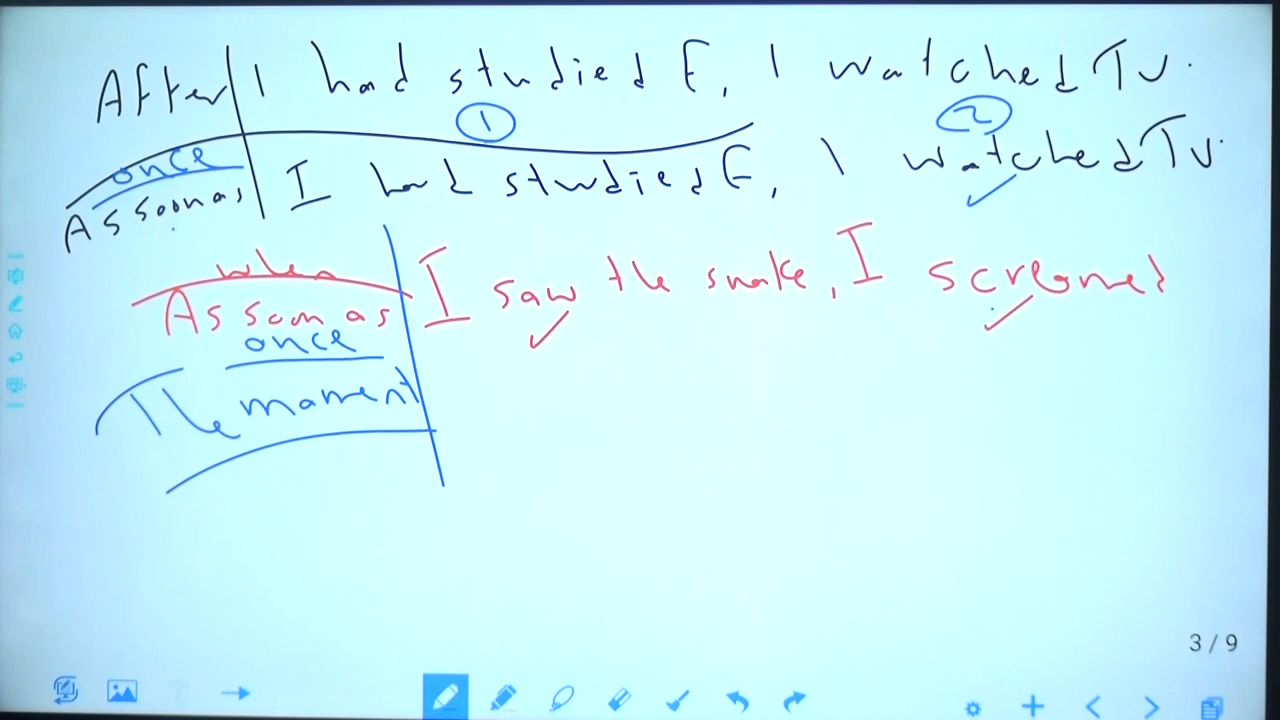 After I had studied E, I watched TV.
1 2
once
As soon as I had studied E, I watched TV.
when
As soon as I saw the snake, I screamed
once
The moment
3 / 9